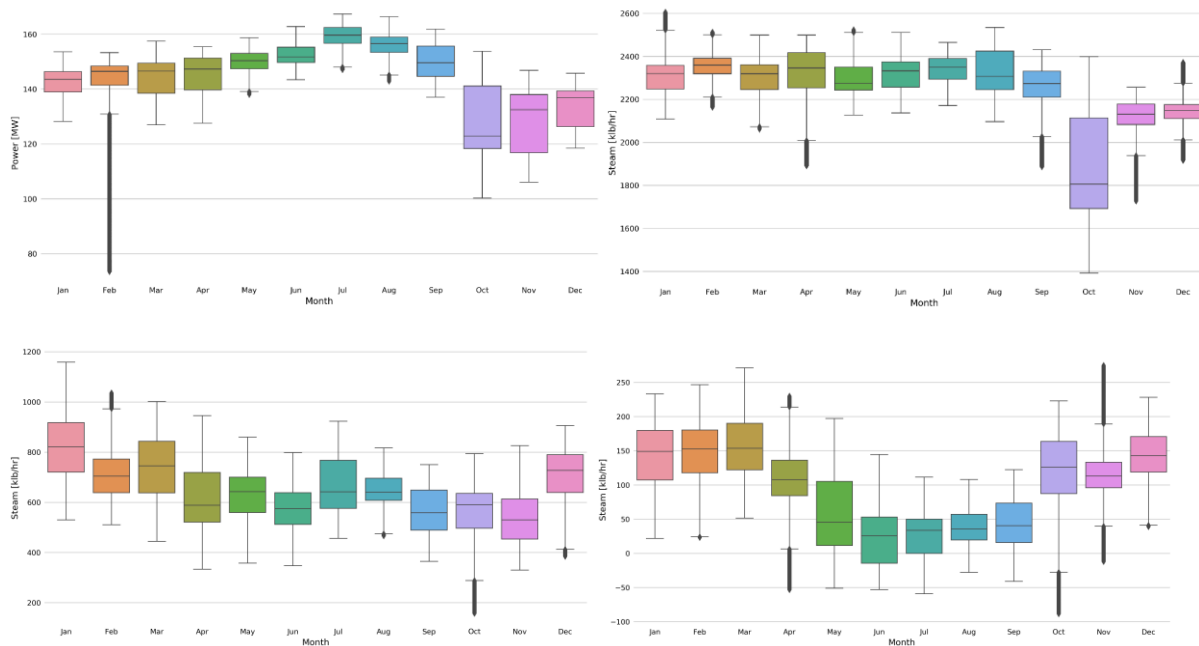 Power [MW]
160
140
120
100
80
Jan Feb Mar Apr May Jun Jul Aug Sep Oct Nov Dec
Month
Steam [klb/hr]
2600
2400
2200
2000
1800
1600
1400
Jan Feb Mar Apr May Jun Jul Aug Sep Oct Nov Dec
Month
Steam [klb/hr]
1200
1000
800
600
400
200
Jan Feb Mar Apr May Jun Jul Aug Sep Oct Nov Dec
Month
Steam [klb/hr]
250
200
150
100
50
0
−50
−100
Jan Feb Mar Apr May Jun Jul Aug Sep Oct Nov Dec
Month